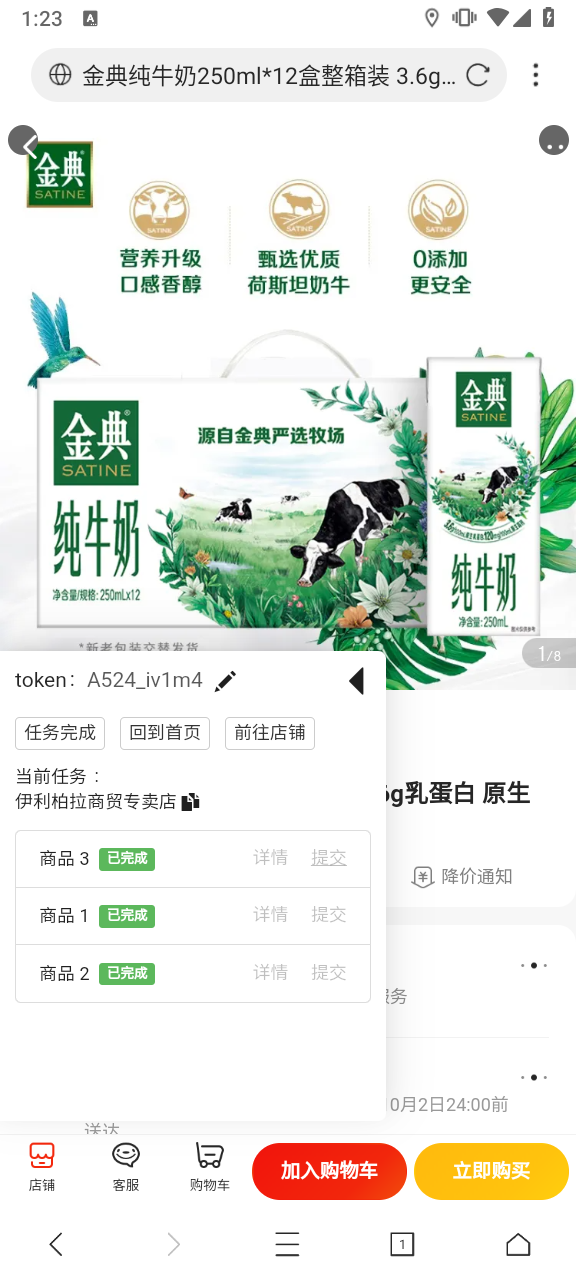 1:23
A
金典纯牛奶250ml*12盒整箱装 3.6g...
金典
SATINE
SATINE
SATINE
SATINE
营养升级
口感香醇
甄选优质
荷斯坦奶牛
0添加
更安全
金典
SATINE
源自金典严选牧场
纯牛奶
净含量/规格: 250mLx12
金典
SATINE
纯牛奶
净含量: 250mL
*新老包装交替发货
1/8
token: A524_iv1m4
任务完成 回到首页 前往店铺
当前任务：
伊利柏拉商贸专卖店
商品 3 已完成 详情 提交
商品 1 已完成 详情 提交
商品 2 已完成 详情 提交
6g乳蛋白 原生
降价通知
服务
10月2日24:00前
送达
店铺 客服 购物车 加入购物车 立即购买
1